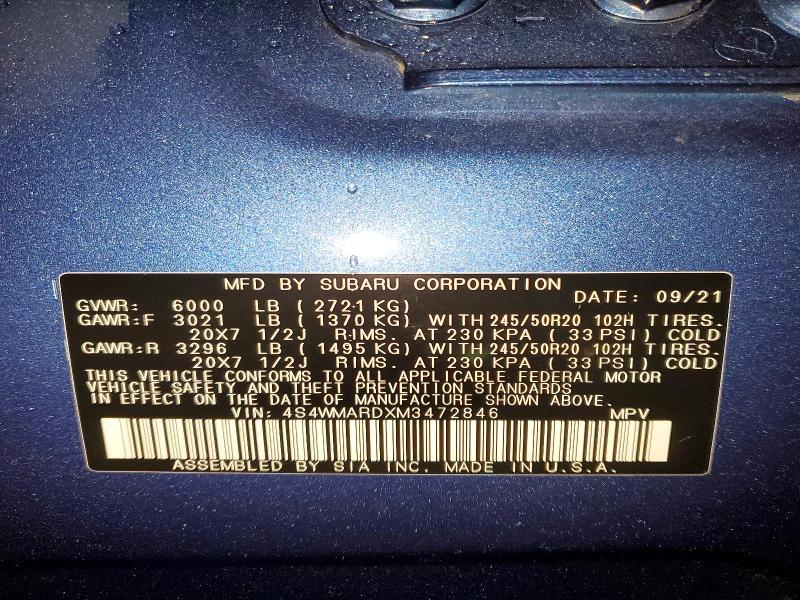 MFD BY SUBARU CORPORATION
DATE: 09/21
GVWR: 6000 LB ( 2721 KG)
GAWR:F 3021 LB ( 1370 KG) WITH 245/50R20 102H TIRES.
20X7 1/2J RIMS. AT 230 KPA ( 33 PSI) COLD
GAWR:R 3296 LB ( 1495 KG) WITH 245/50R20 102H TIRES.
20X7 1/2J RIMS. AT 230 KPA ( 33 PSI) COLD
THIS VEHICLE CONFORMS TO ALL APPLICABLE FEDERAL MOTOR
VEHICLE SAFETY AND THEFT PREVENTION STANDARDS
IN EFFECT ON THE DATE OF MANUFACTURE SHOWN ABOVE.
VIN: 4S4WMARDXM3472846 MPV
ASSEMBLED BY SIA INC. MADE IN U.S.A.